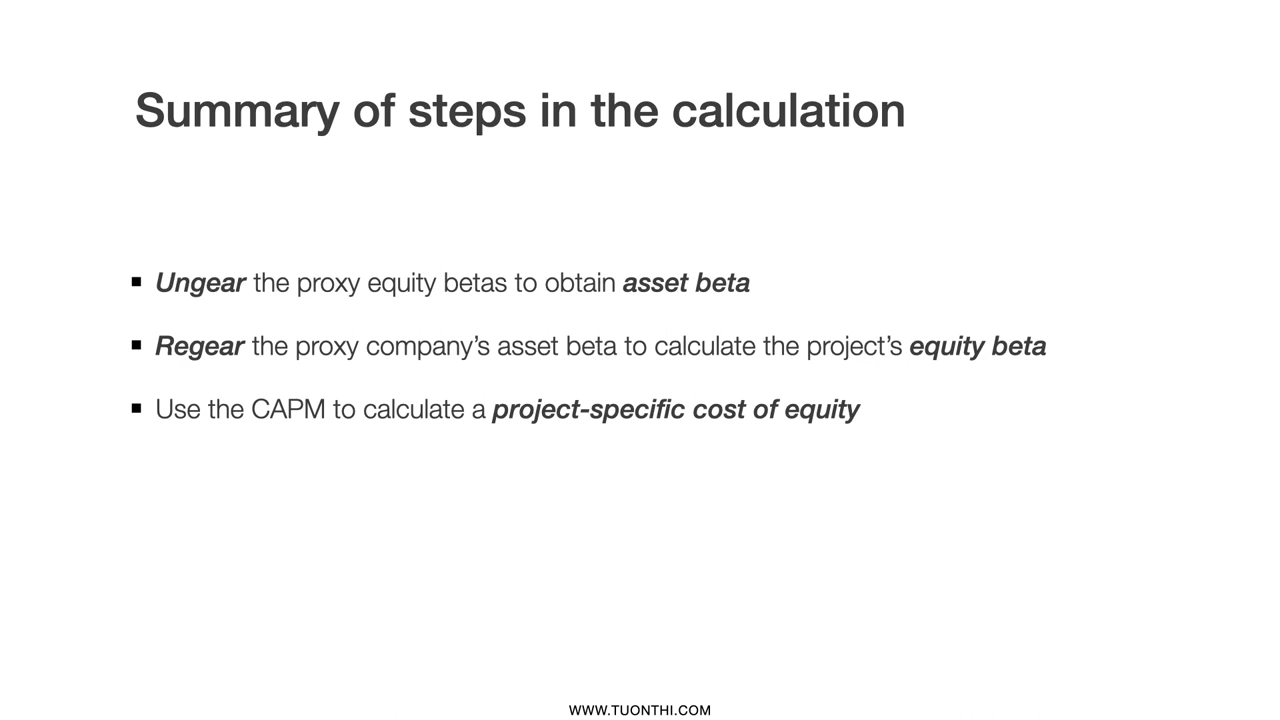 Summary of steps in the calculation
▪ Ungear the proxy equity betas to obtain asset beta
▪ Regear the proxy company’s asset beta to calculate the project’s equity beta
▪ Use the CAPM to calculate a project-specific cost of equity
WWW.TUONTHI.COM